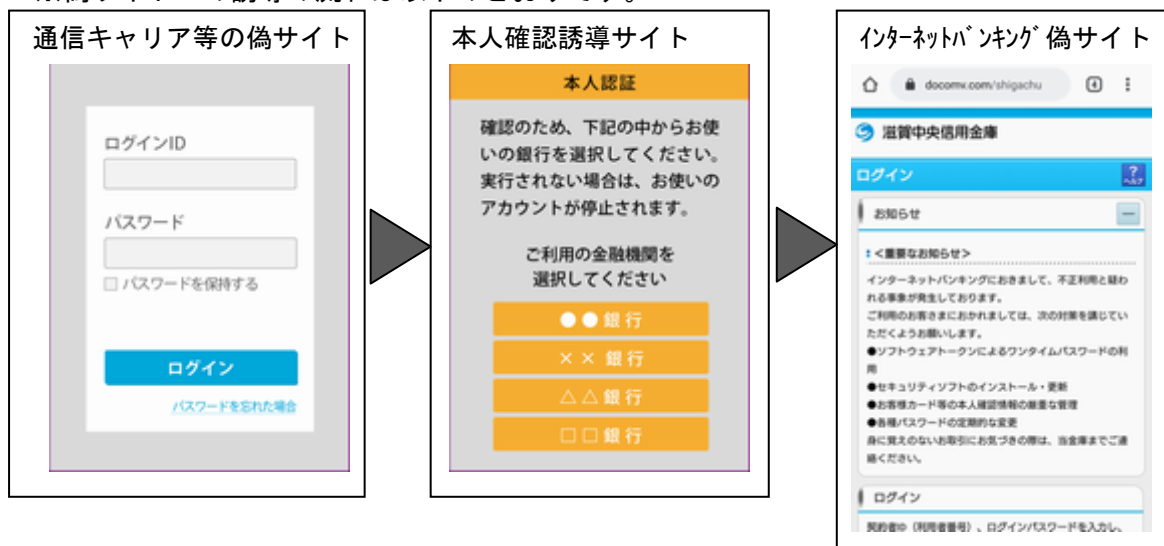 通信キャリア等の偽サイト
ログインID
パスワード
パスワードを保持する
ログイン
パスワードを忘れた場合
本人確認誘導サイト
本人認証
確認のため、下記の中からお使
いの銀行を選択してください。
実行されない場合は、お使いの
アカウントが停止されます。
ご利用の金融機関を
選択してください
●●銀行
×× 銀行
△△銀行
□□銀行
インターネットバンキング偽サイト
docomv.com/shigachu
滋賀中央信用金庫
ログイン
?
ヘルプ
お知らせ
<重要なお知らせ>
インターネットバンキングにおきまして、不正利用と疑わ
れる事象が発生しております。
ご利用のお客さまにおかれましては、次の対策を講じてい
ただくようお願いします。
●ソフトウェアトークンによるワンタイムパスワードの利
用
●セキュリティソフトのインストール・更新
●お客様カード等の本人確認情報の厳重な管理
●各種パスワードの定期的な変更
身に覚えのないお取引にお気づきの際は、当金庫までご連
絡ください。
ログイン
契約者ID（利用者番号）、ログインパスワードを入力し、